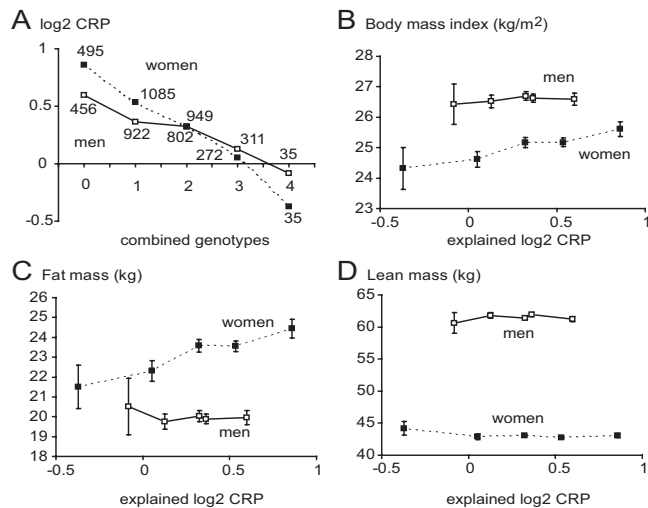 A log2 CRP
1
0.5
0
-0.5
495
1085
949
311
35
456
922
802
272
35
women
men
0 1 2 3 4
combined genotypes
B Body mass index (kg/m²)
28
27
26
25
24
23
men
women
-0.5 0 0.5 1
explained log2 CRP
C Fat mass (kg)
26
25
24
23
22
21
20
19
18
women
men
-0.5 0 0.5 1
explained log2 CRP
D Lean mass (kg)
65
60
55
50
45
40
men
women
-0.5 0 0.5 1
explained log2 CRP